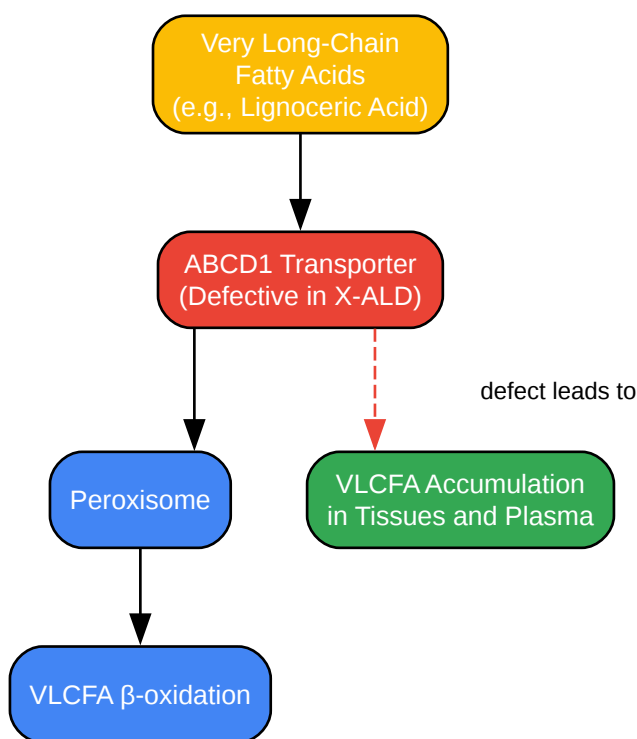 Very Long-Chain
Fatty Acids
(e.g., Lignoceric Acid)
ABCD1 Transporter
(Defective in X-ALD)
defect leads to
Peroxisome
VLCFA Accumulation
in Tissues and Plasma
VLCFA β-oxidation